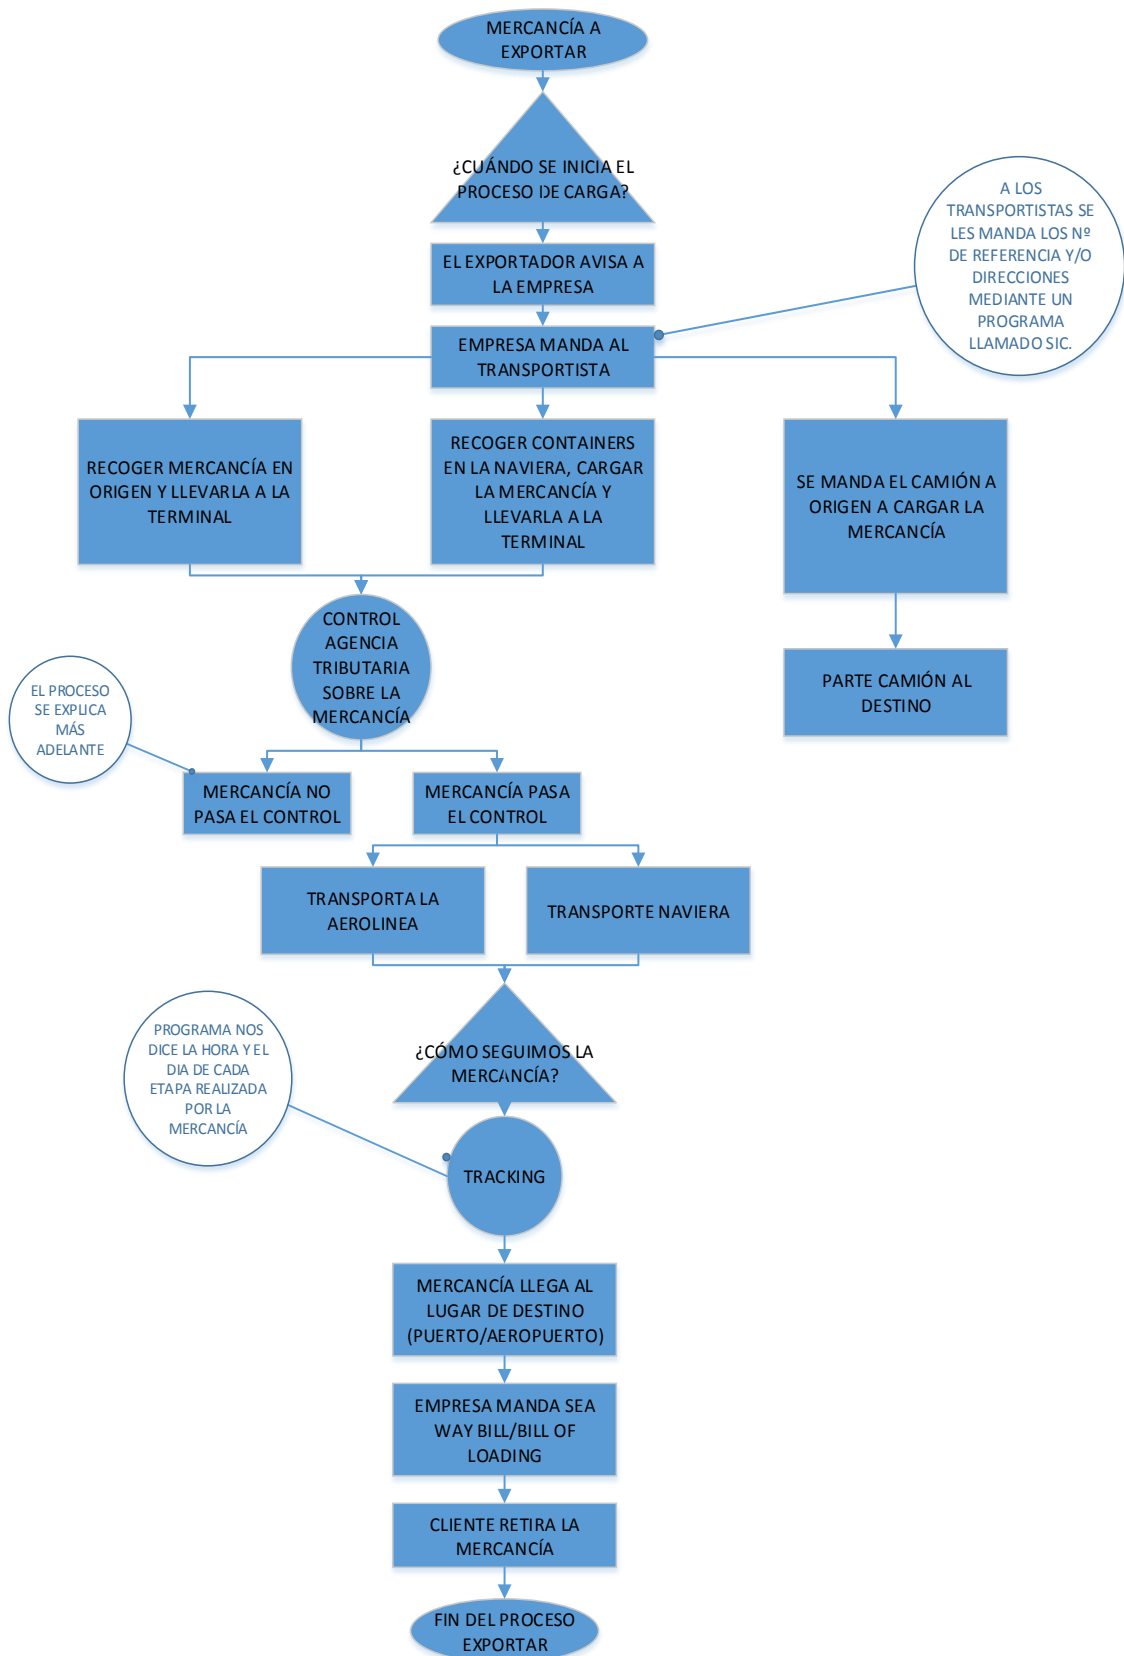 MERCANCÍA A
EXPORTAR
¿CUÁNDO SE INICIA EL
PROCESO DE CARGA?
A LOS
TRANSPORTISTAS SE
LES MANDA LOS Nº
DE REFERENCIA Y/O
DIRECCIONES
MEDIANTE UN
PROGRAMA
LLAMADO SIC.
EL EXPORTADOR AVISA A
LA EMPRESA
EMPRESA MANDA AL
TRANSPORTISTA
RECOGER MERCANCÍA EN
ORIGEN Y LLEVARLA A LA
TERMINAL
RECOGER CONTAINERS
EN LA NAVIERA, CARGAR
LA MERCANCÍA Y
LLEVARLA A LA
TERMINAL
SE MANDA EL CAMIÓN A
ORIGEN A CARGAR LA
MERCANCÍA
CONTROL
AGENCIA
TRIBUTARIA
SOBRE LA
MERCANCÍA
PARTE CAMIÓN AL
DESTINO
EL PROCESO
SE EXPLICA
MÁS
ADELANTE
MERCANCÍA NO
PASA EL CONTROL
MERCANCÍA PASA
EL CONTROL
TRANSPORTA LA
AEROLINEA
TRANSPORTE NAVIERA
¿CÓMO SEGUIMOS LA
MERCANCÍA?
PROGRAMA NOS
DICE LA HORA Y EL
DIA DE CADA
ETAPA REALIZADA
POR LA
MERCANCÍA
TRACKING
MERCANCÍA LLEGA AL
LUGAR DE DESTINO
(PUERTO/AEROPUERTO)
EMPRESA MANDA SEA
WAY BILL/BILL OF
LOADING
CLIENTE RETIRA LA
MERCANCÍA
FIN DEL PROCESO
EXPORTAR